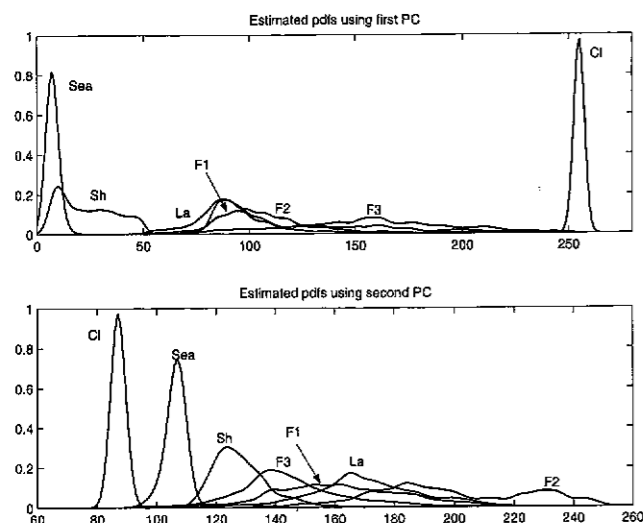 Estimated pdfs using first PC
1
Cl
0.8
Sea
0.6
F1
0.4
Sh
La
F2
F3
0.2
0
0 50 100 150 200 250
Estimated pdfs using second PC
1
Cl
0.8
Sea
0.6
0.4
Sh
F1
F3
La
0.2
F2
0
60 80 100 120 140 160 180 200 220 240 260